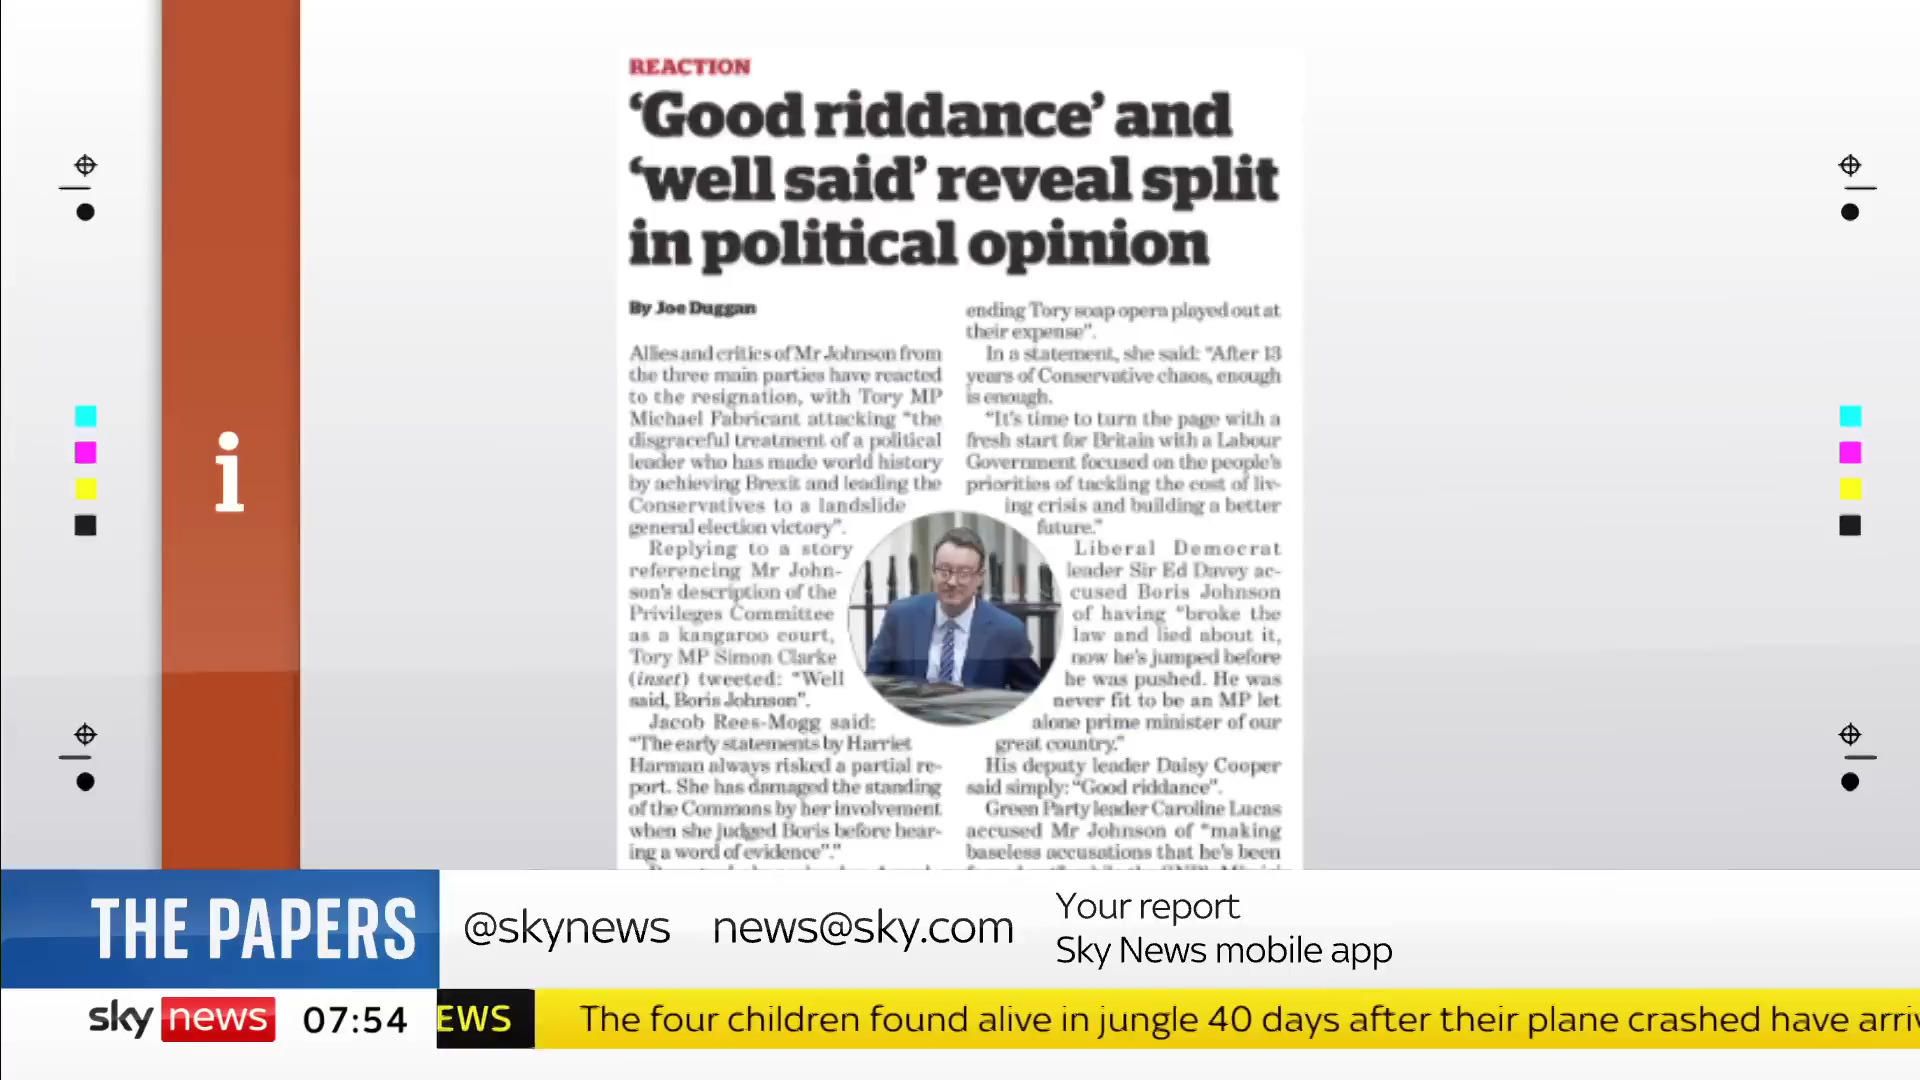 REACTION
‘Good riddance’ and
‘well said’ reveal split
in political opinion
By Joe Duggan
Allies and critics of Mr Johnson from
the three main parties have reacted
to the resignation, with Tory MP
Michael Fabricant attacking “the
disgraceful treatment of a political
leader who has made world history
by achieving Brexit and leading the
Conservatives to a landslide
general election victory”.
Replying to a story
referencing Mr John-
son's description of the
Privileges Committee
as a kangaroo court,
Tory MP Simon Clarke
(inset) tweeted: “Well
said, Boris Johnson”.
Jacob Rees-Mogg said:
“The early statements by Harriet
Harman always risked a partial re-
port. She has damaged the standing
of the Commons by her involvement
when she judged Boris before hear-
ing a word of evidence”.”
ending Tory soap opera played out at
their expense”.
In a statement, she said: “After 13
years of Conservative chaos, enough
is enough.
“It's time to turn the page with a
fresh start for Britain with a Labour
Government focused on the people's
priorities of tackling the cost of liv-
ing crisis and building a better
future.”
Liberal Democrat
leader Sir Ed Davey ac-
cused Boris Johnson
of having “broke the
law and lied about it,
now he's jumped before
he was pushed. He was
never fit to be an MP let
alone prime minister of our
great country.”
His deputy leader Daisy Cooper
said simply: “Good riddance”.
Green Party leader Caroline Lucas
accused Mr Johnson of “making
baseless accusations that he's been
i
THE PAPERS
@skynews news@sky.com
Your report
Sky News mobile app
sky news 07:54 EWS The four children found alive in jungle 40 days after their plane crashed have arriv